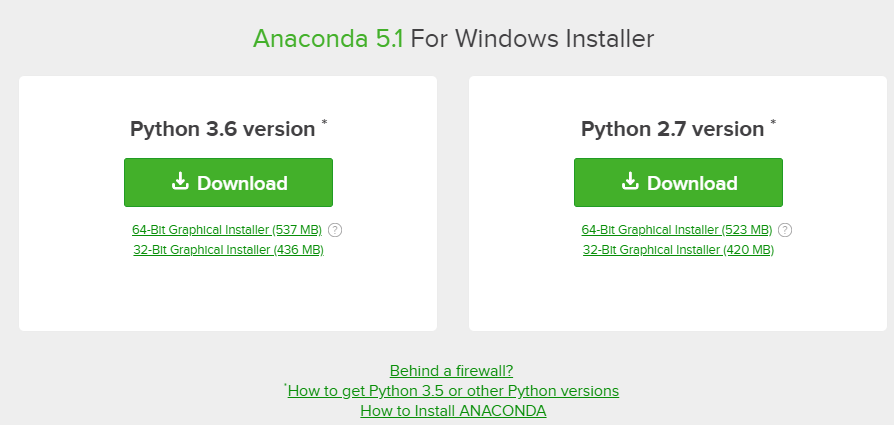 Anaconda 5.1 For Windows Installer
Python 3.6 version *
Download
64-Bit Graphical Installer (537 MB) ?
32-Bit Graphical Installer (436 MB)
Python 2.7 version *
Download
64-Bit Graphical Installer (523 MB) ?
32-Bit Graphical Installer (420 MB)
Behind a firewall?
*How to get Python 3.5 or other Python versions
How to Install ANACONDA